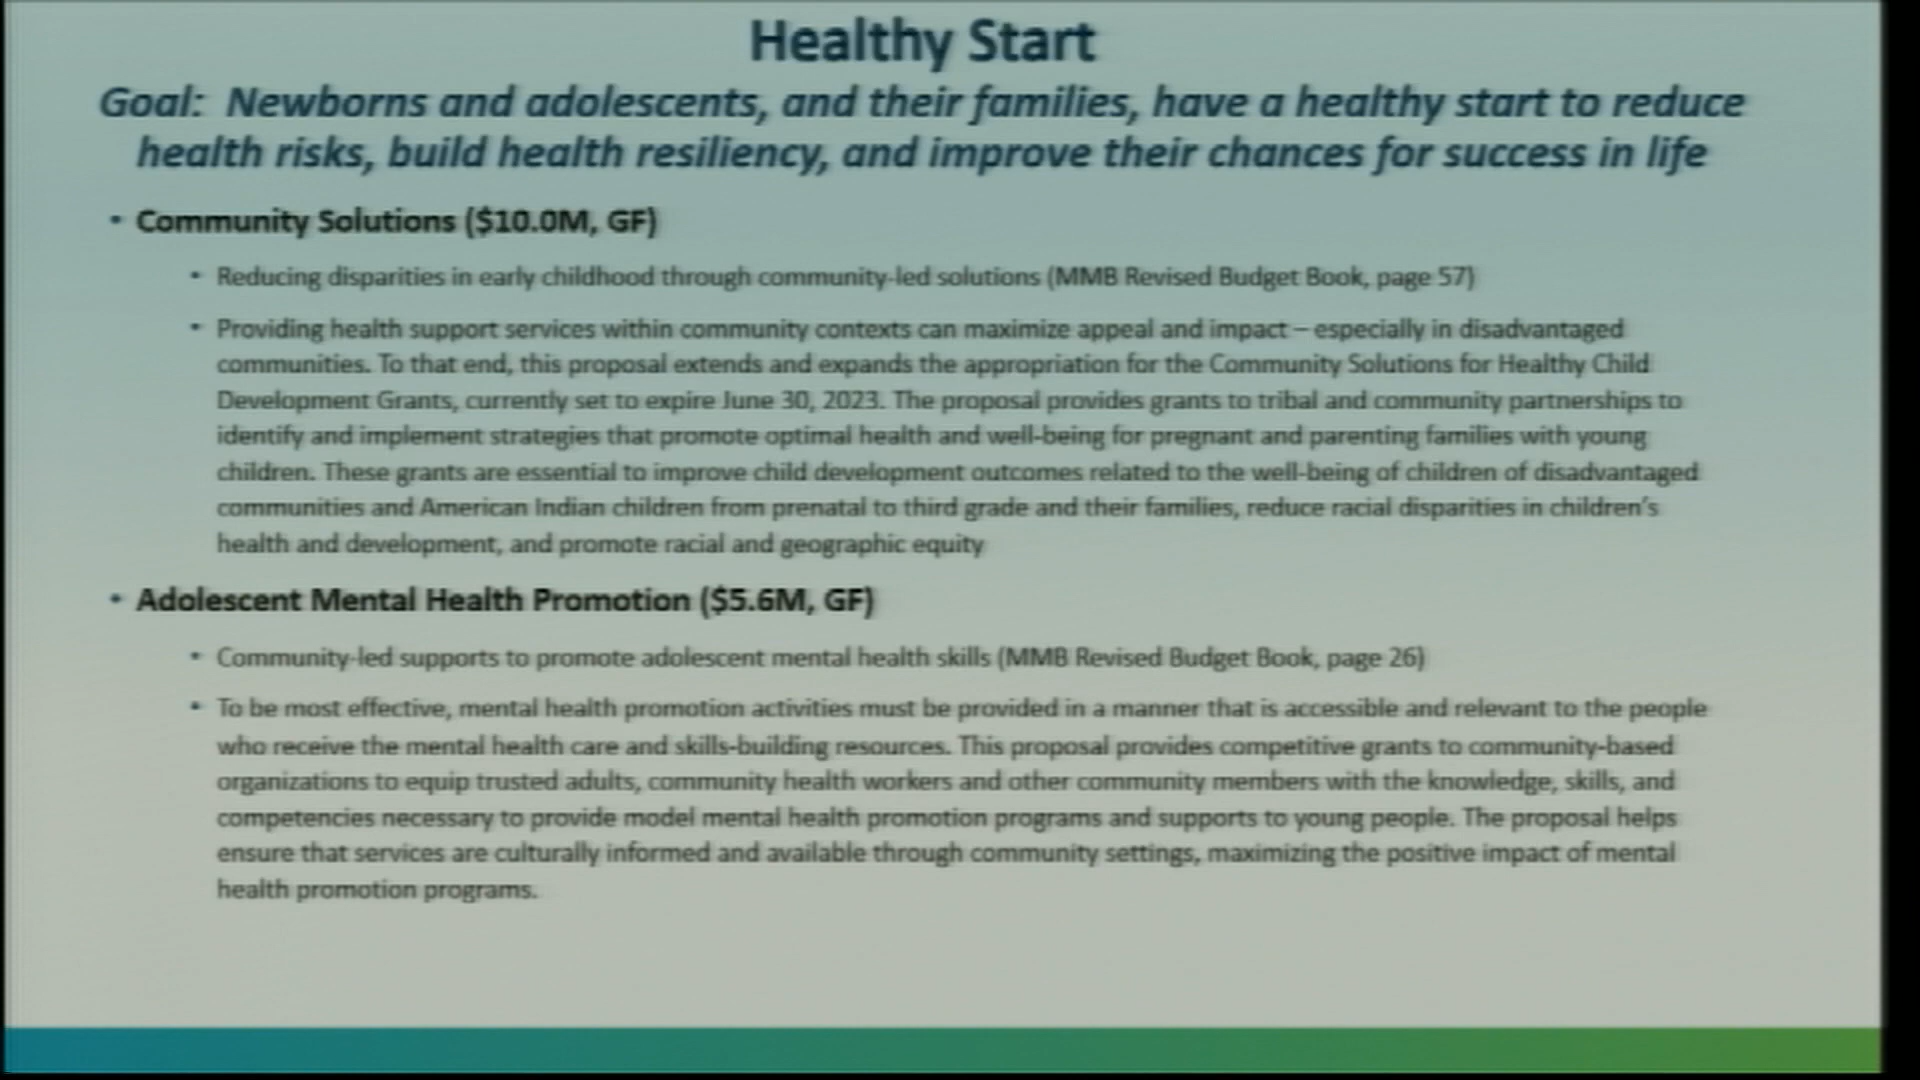 Healthy Start
Goal:  Newborns and adolescents, and their families, have a healthy start to reduce
health risks, build health resiliency, and improve their chances for success in life
• Community Solutions ($10.0M, GF)
• Reducing disparities in early childhood through community-led solutions (MMB Revised Budget Book, page 57)
• Providing health support services within community contexts can maximize appeal and impact – especially in disadvantaged
communities. To that end, this proposal extends and expands the appropriation for the Community Solutions for Healthy Child
Development Grants, currently set to expire June 30, 2023. The proposal provides grants to tribal and community partnerships to
identify and implement strategies that promote optimal health and well-being for pregnant and parenting families with young
children. These grants are essential to improve child development outcomes related to the well-being of children of disadvantaged
communities and American Indian children from prenatal to third grade and their families, reduce racial disparities in children's
health and development, and promote racial and geographic equity
• Adolescent Mental Health Promotion ($5.6M, GF)
• Community-led supports to promote adolescent mental health skills (MMB Revised Budget Book, page 26)
• To be most effective, mental health promotion activities must be provided in a manner that is accessible and relevant to the people
who receive the mental health care and skills-building resources. This proposal provides competitive grants to community-based
organizations to equip trusted adults, community health workers and other community members with the knowledge, skills, and
competencies necessary to provide model mental health promotion programs and supports to young people. The proposal helps
ensure that services are culturally informed and available through community settings, maximizing the positive impact of mental
health promotion programs.